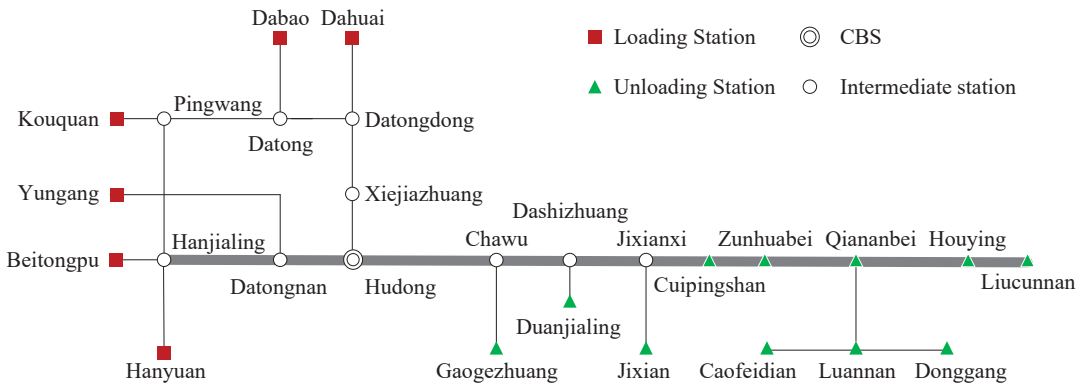 Dabao Dahuai
Loading Station
CBS
Unloading Station
Intermediate station
Kouquan
Pingwang
Datong
Datongdong
Yungang
Xiejiazhuang
Dashizhuang
Beitongpu
Hanjialing
Chawu
Jixianxi
Zunhuabei
Qiananbei
Houying
Datongnan
Hudong
Cuipingshan
Liucunnan
Duanjialing
Hanyuan
Gaogezhuang
Jixian
Caofeidian
Luannan
Donggang